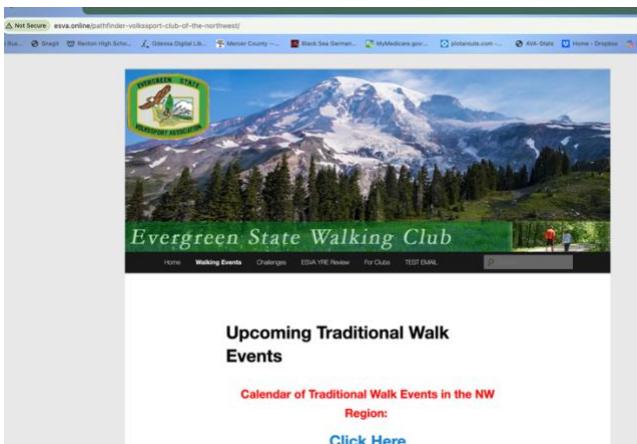 Not Secure esva.online/pathfinder-volkssport-club-of-the-northwest/
Bus... Snagit Renton High Scho... Odessa Digital Lib... Mercer County —... Black Sea German... MyMedicare.gov:... plotaroute.com -... AVA-Stats Home - Dropbox
EVERGREEN STATE
VOLKSSPORT ASSOCIATION
Evergreen State Walking Club
Home Walking Events Challenges ESVA YRE Review For Clubs TEST EMAIL
Upcoming Traditional Walk
Events
Calendar of Traditional Walk Events in the NW
Region:
Click Here